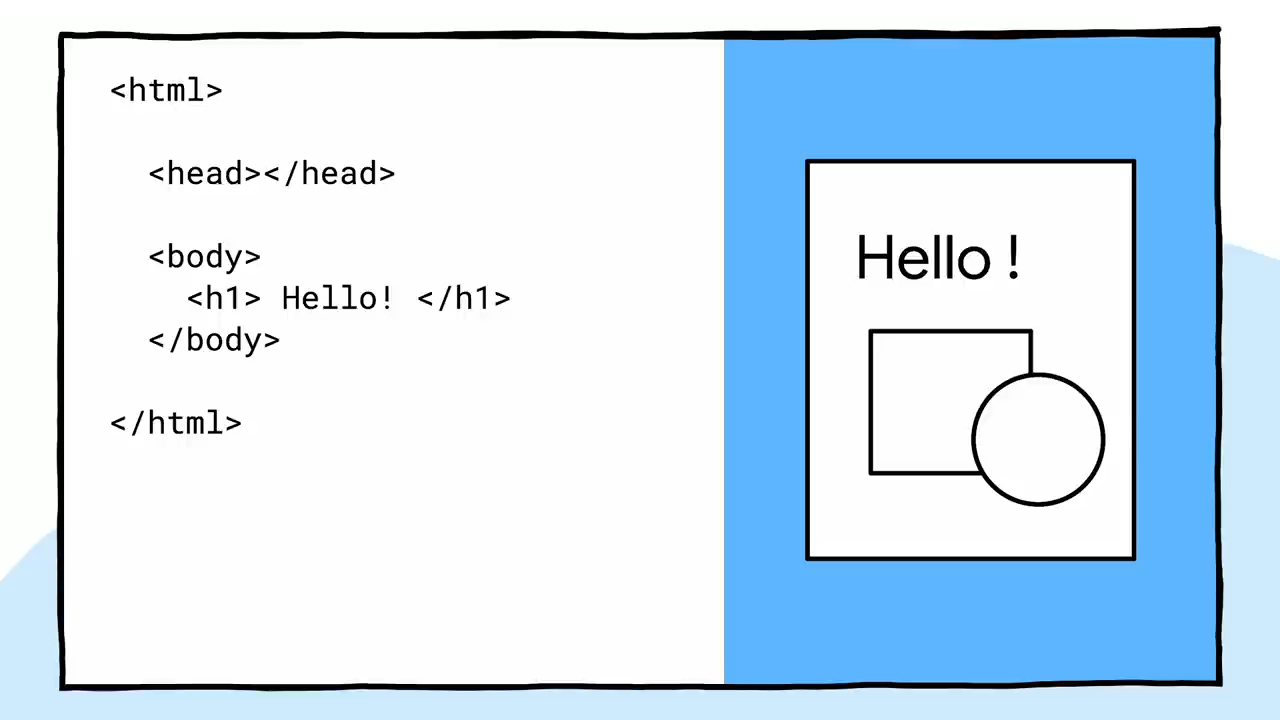 <html>
<head></head>
<body>
<h1> Hello! </h1>
</body>
</html>
Hello !